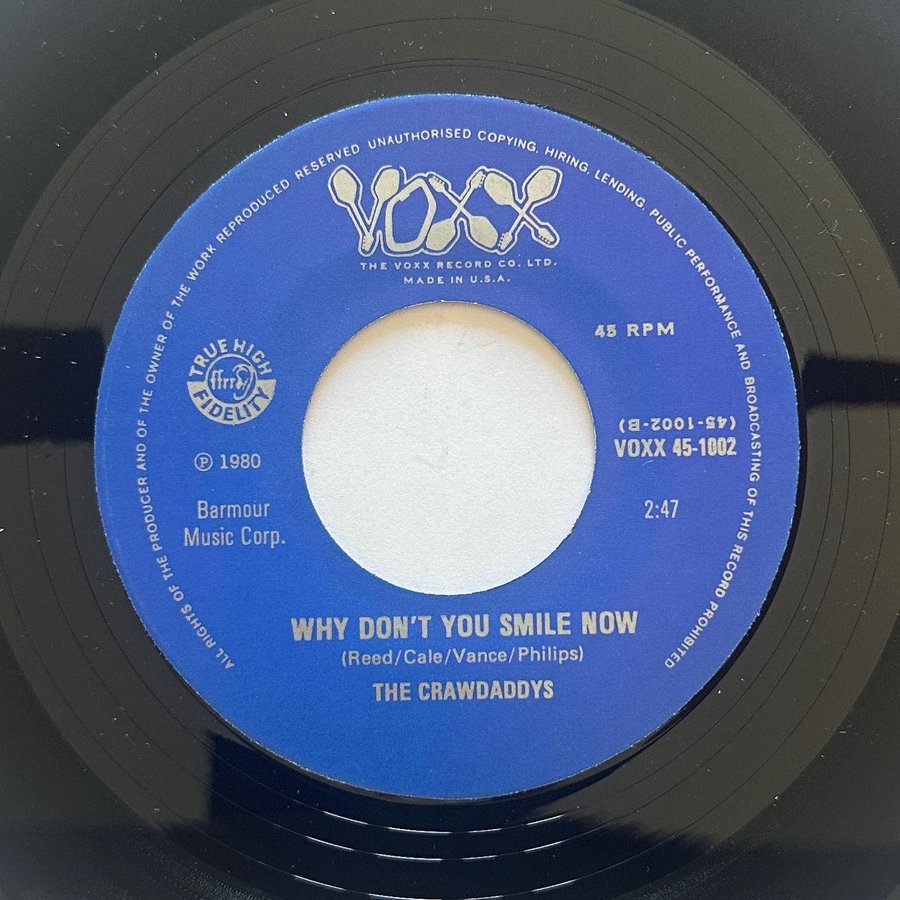 ALL RIGHTS OF THE PRODUCER AND OF THE OWNER OF THE WORK REPRODUCED RESERVED UNAUTHORISED COPYING, HIRING, LENDING, PUBLIC PERFORMANCE AND BROADCASTING OF THIS RECORD PROHIBITED
VOXX
THE VOXX RECORD CO. LTD.
MADE IN U.S.A.
45 RPM
TRUE HIGH
ffrr
FIDELITY
(45-1002-B)
VOXX 45-1002
℗ 1980
2:47
Barmour
Music Corp.
WHY DON'T YOU SMILE NOW
(Reed/Cale/Vance/Philips)
THE CRAWDADDYS